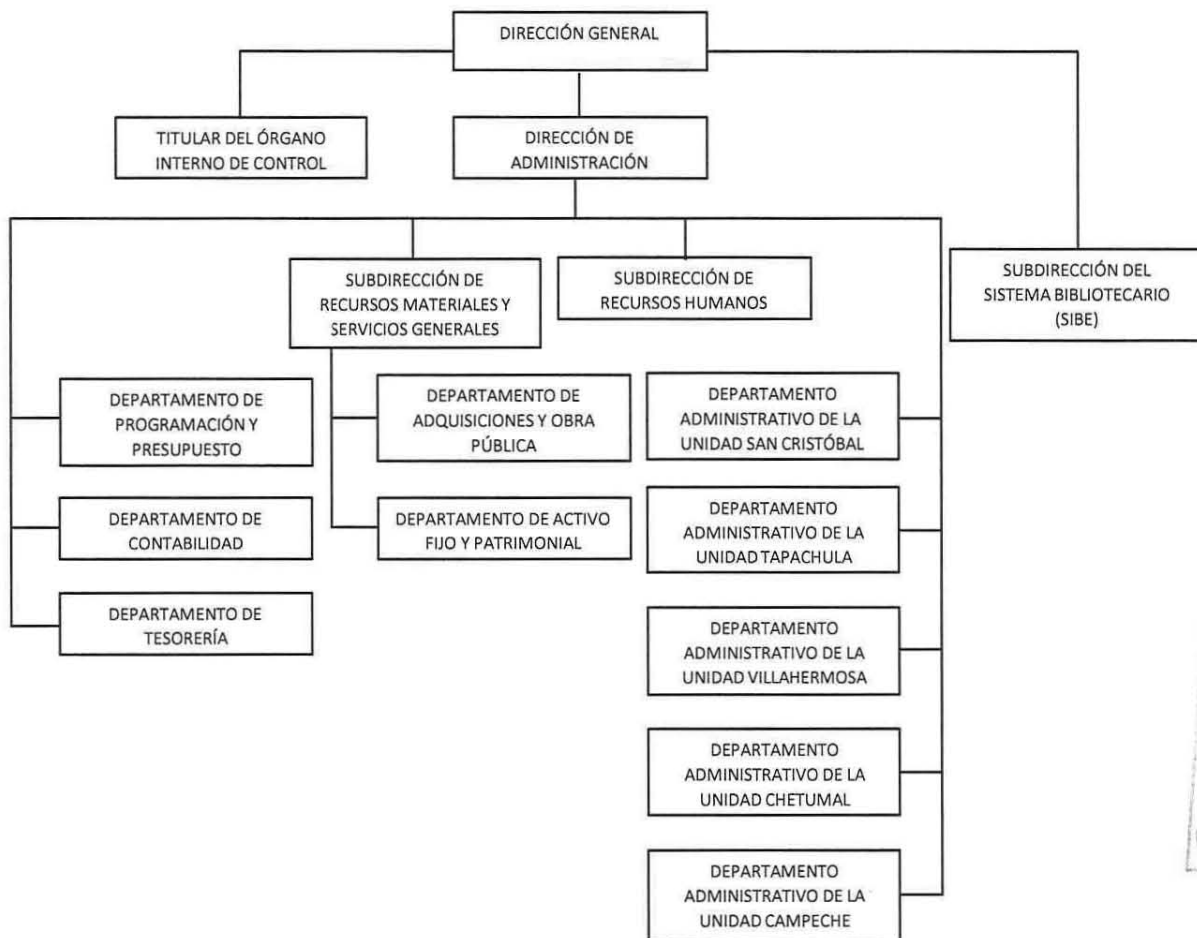 DIRECCIÓN GENERAL
TITULAR DEL ÓRGANO
INTERNO DE CONTROL
DIRECCIÓN DE
ADMINISTRACIÓN
SUBDIRECCIÓN DE
RECURSOS MATERIALES Y
SERVICIOS GENERALES
SUBDIRECCIÓN DE
RECURSOS HUMANOS
SUBDIRECCIÓN DEL
SISTEMA BIBLIOTECARIO
(SIBE)
DEPARTAMENTO DE
PROGRAMACIÓN Y
PRESUPUESTO
DEPARTAMENTO DE
CONTABILIDAD
DEPARTAMENTO DE
TESORERÍA
DEPARTAMENTO DE
ADQUISICIONES Y OBRA
PÚBLICA
DEPARTAMENTO DE ACTIVO
FIJO Y PATRIMONIAL
DEPARTAMENTO
ADMINISTRATIVO DE LA
UNIDAD SAN CRISTÓBAL
DEPARTAMENTO
ADMINISTRATIVO DE LA
UNIDAD TAPACHULA
DEPARTAMENTO
ADMINISTRATIVO DE LA
UNIDAD VILLAHERMOSA
DEPARTAMENTO
ADMINISTRATIVO DE LA
UNIDAD CHETUMAL
DEPARTAMENTO
ADMINISTRATIVO DE LA
UNIDAD CAMPECHE